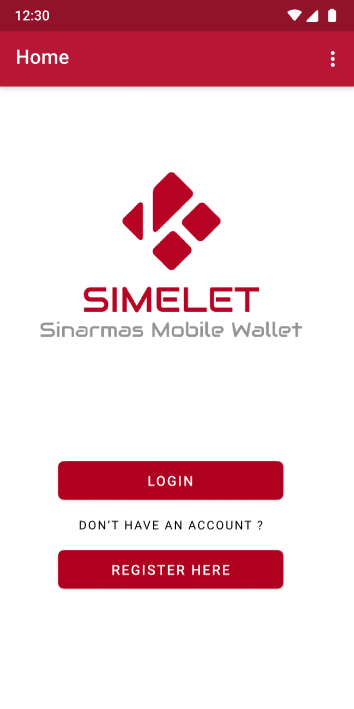 12:30
Home
SIMELET
Sinarmas Mobile Wallet
LOGIN
DON'T HAVE AN ACCOUNT ?
REGISTER HERE